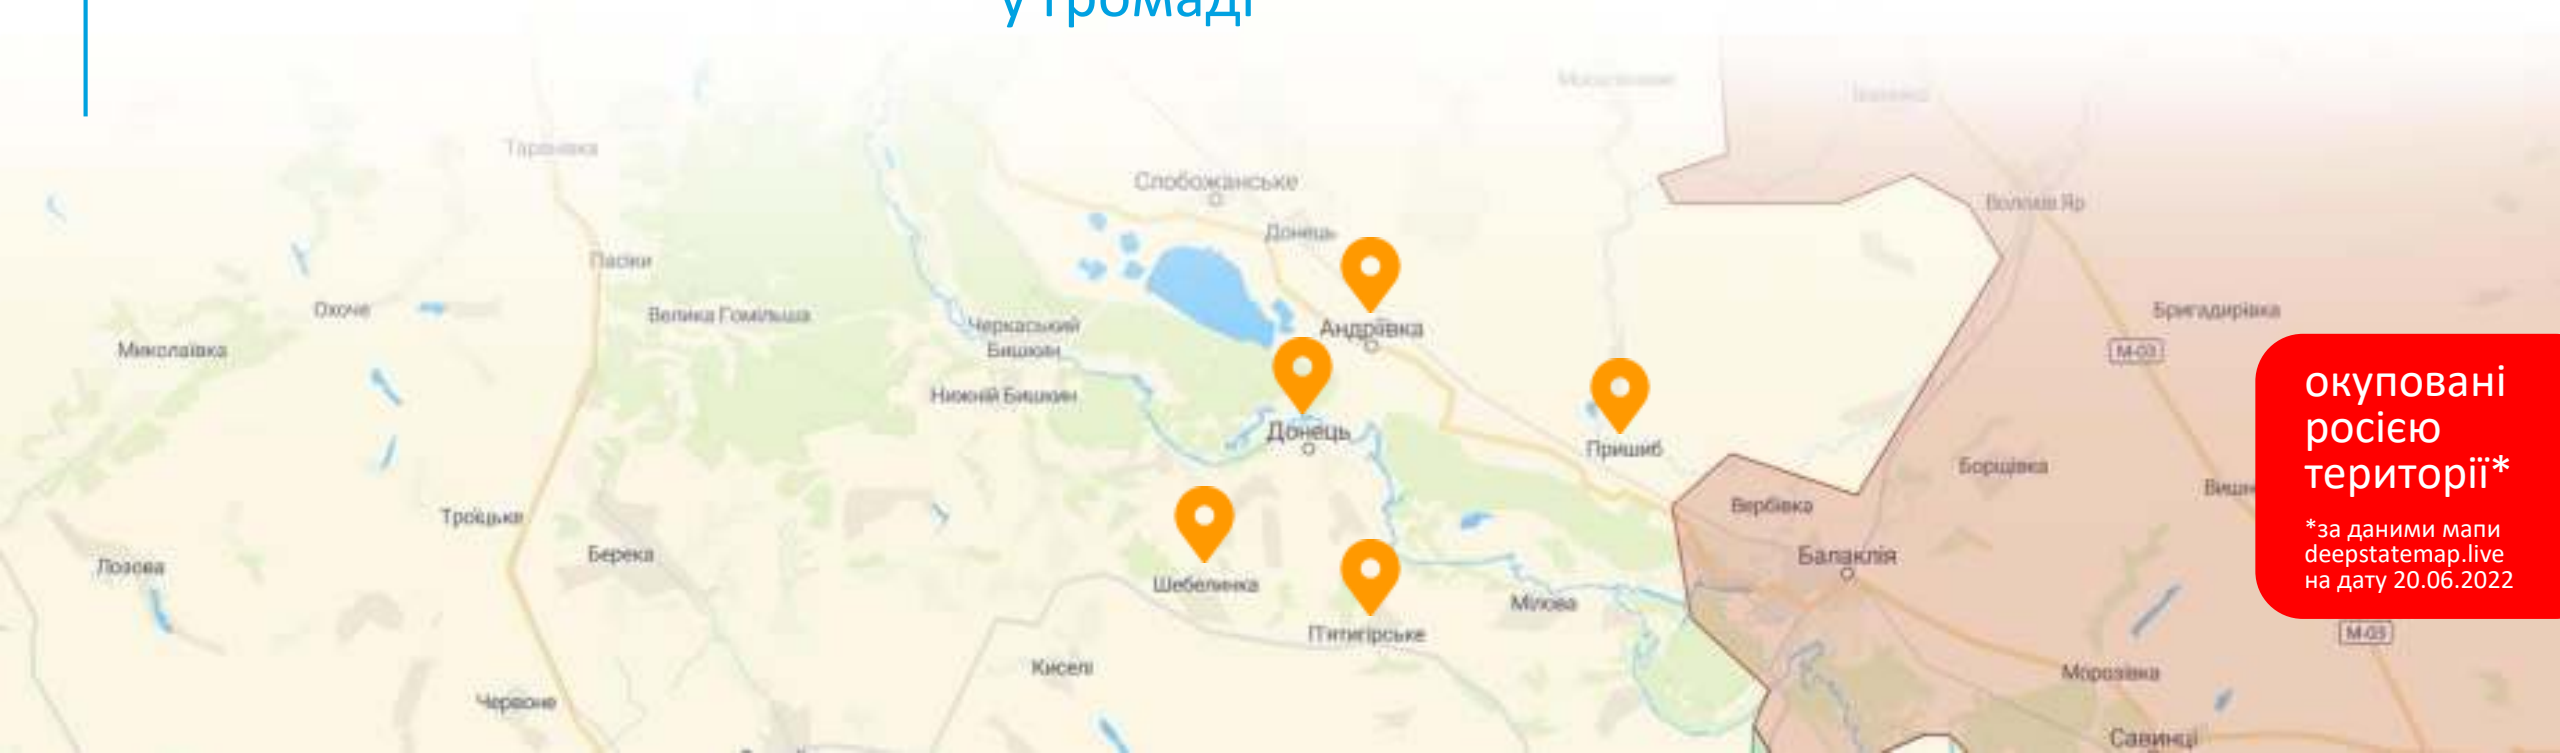 у громаді
Таранівка
Слобожанське
Донець
Волохів Яр
Пасіки
Охоче
Велика Гомільша
Бригадирівка
Черкаський
Бишкин
Андріївка
Миколаївка
М-03
Нижній Бишкин
окуповані
росією
території*
Донець
Пришиб
Борщівка
Вербівка
Троїцьке
*за даними мапи
deepstatemap.live
на дату 20.06.2022
Берека
Балаклія
Лозова
Шебелинка
Мілова
П'ятигірське
М-03
Киселі
Морозівка
Червоне
Савинці